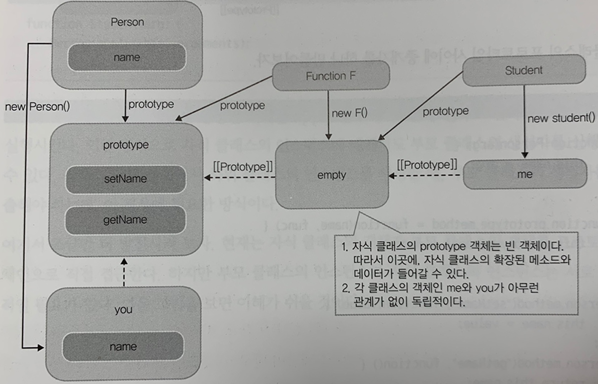 Person
name
new Person()
prototype
prototype
setName
getName
you
name
Function F
prototype
new F()
[[Prototype]]
empty
Student
prototype
new student()
[[Prototype]]
me
1. 자식 클래스의 prototype 객체는 빈 객체이다.
따라서 이곳에, 자식 클래스의 확장된 메소드와
데이터가 들어갈 수 있다.
2. 각 클래스의 객체인 me와 you가 아무런
관계가 없이 독립적이다.